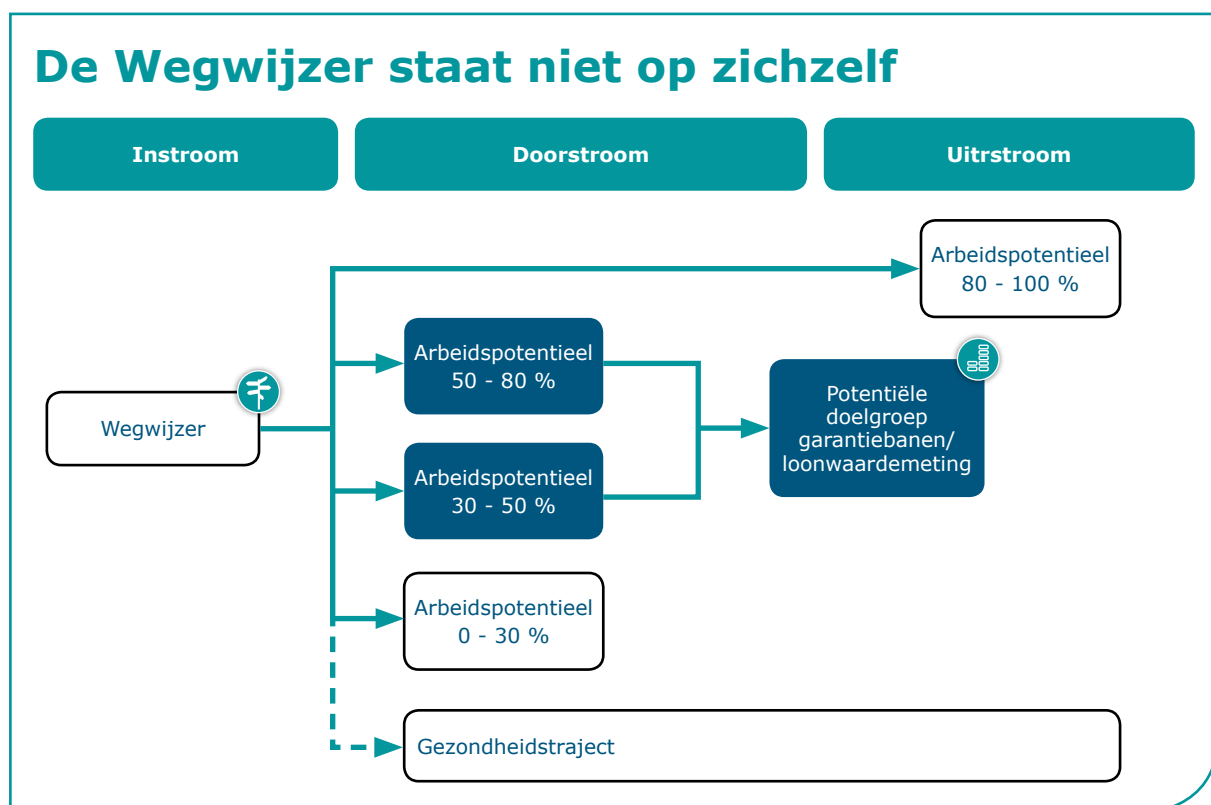 De Wegwijzer staat niet op zichzelf
Instroom
Doorstroom
Uitrstroom
Arbeidspotentieel
80 - 100 %
Arbeidspotentieel
50 - 80 %
Potentiële
doelgroep
garantiebanen/
loonwaardemeting
Wegwijzer
Arbeidspotentieel
30 - 50 %
Arbeidspotentieel
0 - 30 %
Gezondheidstraject